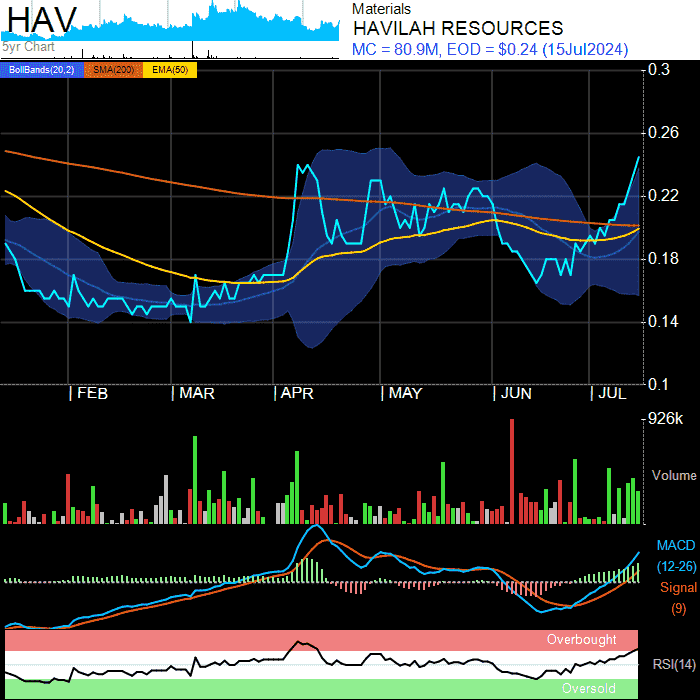 HAV
5yr Chart
Materials
HAVILAH RESOURCES
MC = 80.9M, EOD = $0.24 (15Jul2024)
BollBands(20,2) SMA(200) EMA(50)
0.3
0.26
0.22
0.18
0.14
0.1
FEB MAR APR MAY JUN JUL
926k
Volume
MACD
(12-26)
Signal
(9)
Overbought
RSI(14)
Oversold